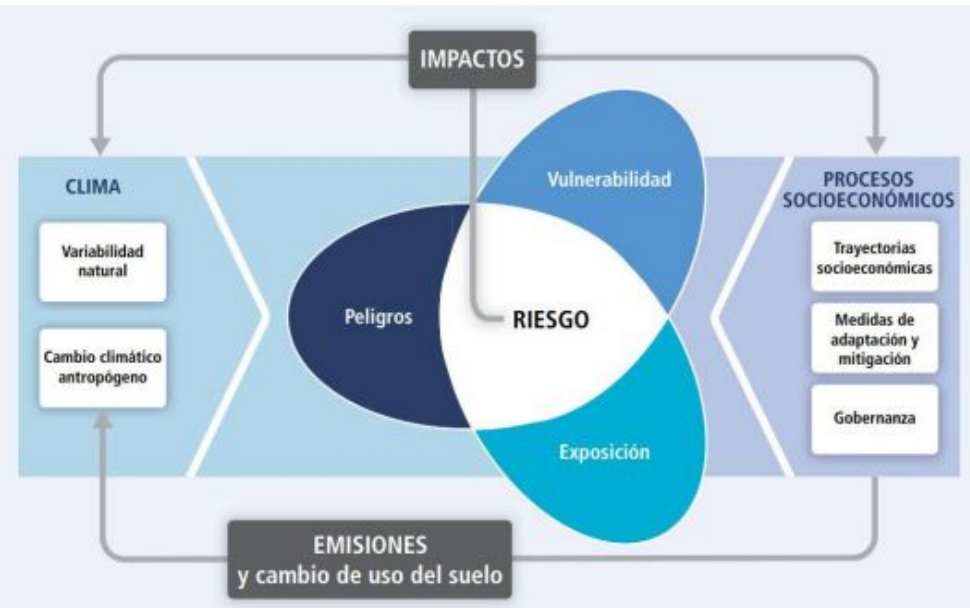 IMPACTOS
CLIMA
Variabilidad
natural
Cambio climático
antropógeno
Peligros
Vulnerabilidad
RIESGO
Exposición
PROCESOS
SOCIOECONÓMICOS
Trayectorias
socioeconómicas
Medidas de
adaptación y
mitigación
Gobernanza
EMISIONES
y cambio de uso del suelo